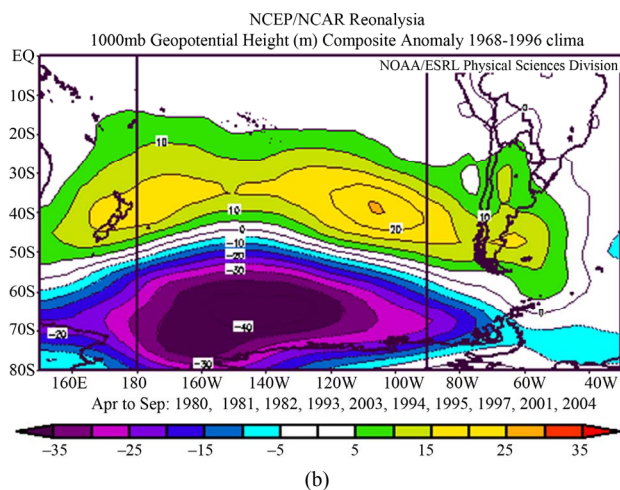 NCEP/NCAR Reonalysia
1000mb Geopotential Height (m) Composite Anomaly 1968-1996 clima
NOAA/ESRL Physical Sciences Division
EQ
10S
20S
30S
40S
50S
60S
70S
80S
0
10
10
10
20
0
-10
-20
-30
-40
-20
-30
0
160E 180 160W 140W 120W 100W 80W 60W 40W
Apr to Sep: 1980, 1981, 1982, 1993, 2003, 1994, 1995, 1997, 2001, 2004
-35 -25 -15 -5 5 15 25 35
(b)